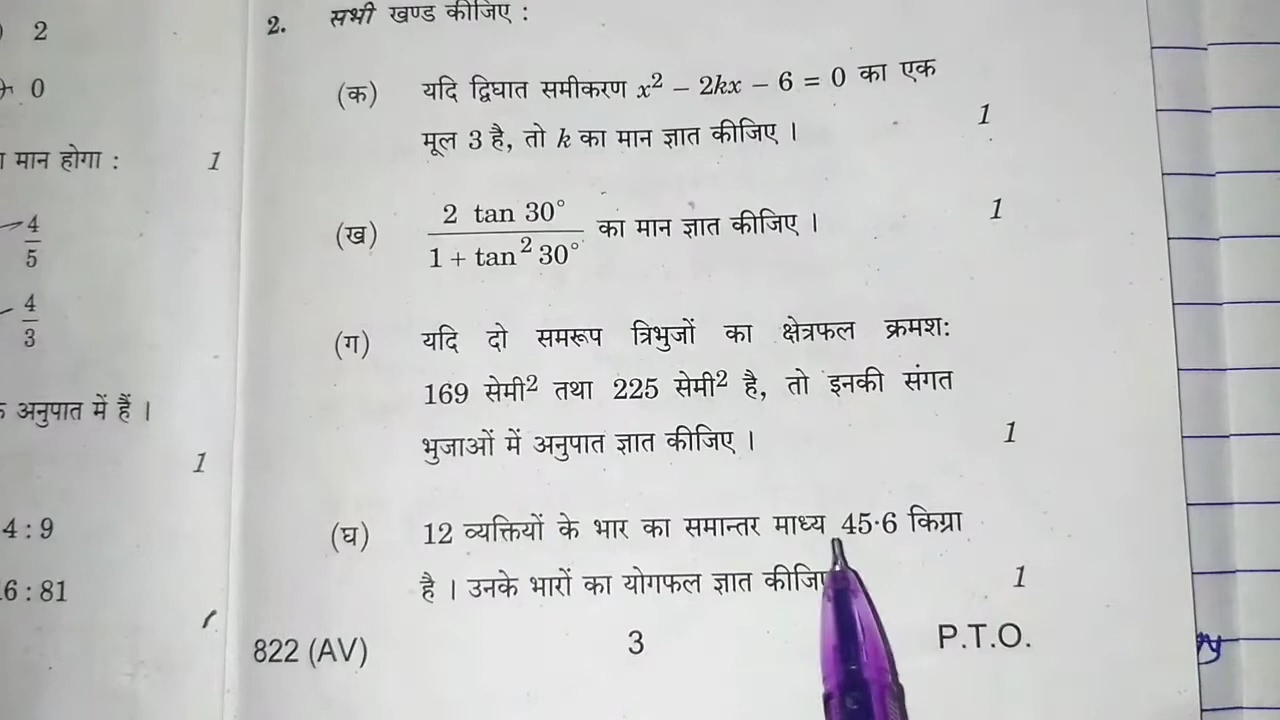 2
0
मान होगा : 1
4/5
4/3
अनुपात में हैं ।
1
4 : 9
6 : 81
2. सभी खण्ड कीजिए :
(क) यदि द्विघात समीकरण x² – 2kx – 6 = 0 का एक
मूल 3 है, तो k का मान ज्ञात कीजिए । 1
(ख) 2 tan 30° / 1 + tan² 30° का मान ज्ञात कीजिए । 1
(ग) यदि दो समरूप त्रिभुजों का क्षेत्रफल क्रमश:
169 सेमी² तथा 225 सेमी² है, तो इनकी संगत
भुजाओं में अनुपात ज्ञात कीजिए । 1
(घ) 12 व्यक्तियों के भार का समान्तर माध्य 45·6 किग्रा
है । उनके भारों का योगफल ज्ञात कीजि 1
822 (AV) 3 P.T.O.